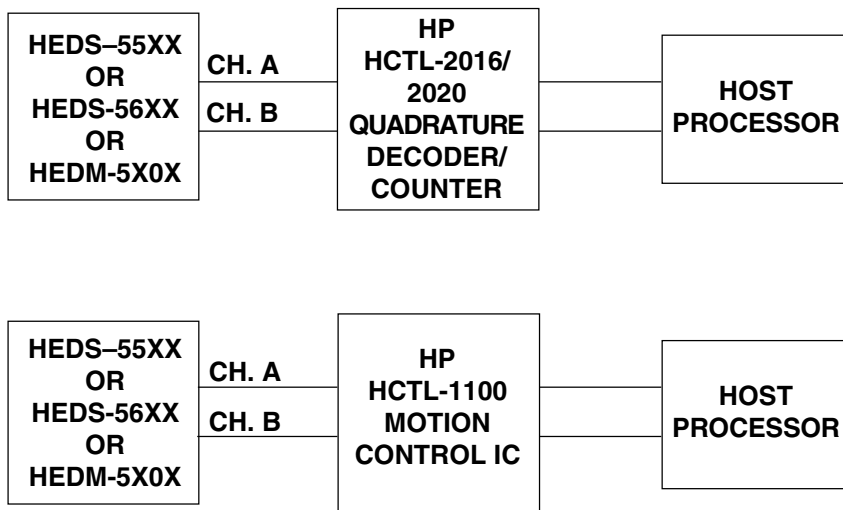 HEDS–55XX
OR
HEDS-56XX
OR
HEDM-5X0X
CH. A
CH. B
HP
HCTL-2016/
2020
QUADRATURE
DECODER/
COUNTER
HOST
PROCESSOR
HEDS–55XX
OR
HEDS-56XX
OR
HEDM-5X0X
CH. A
CH. B
HP
HCTL-1100
MOTION
CONTROL IC
HOST
PROCESSOR